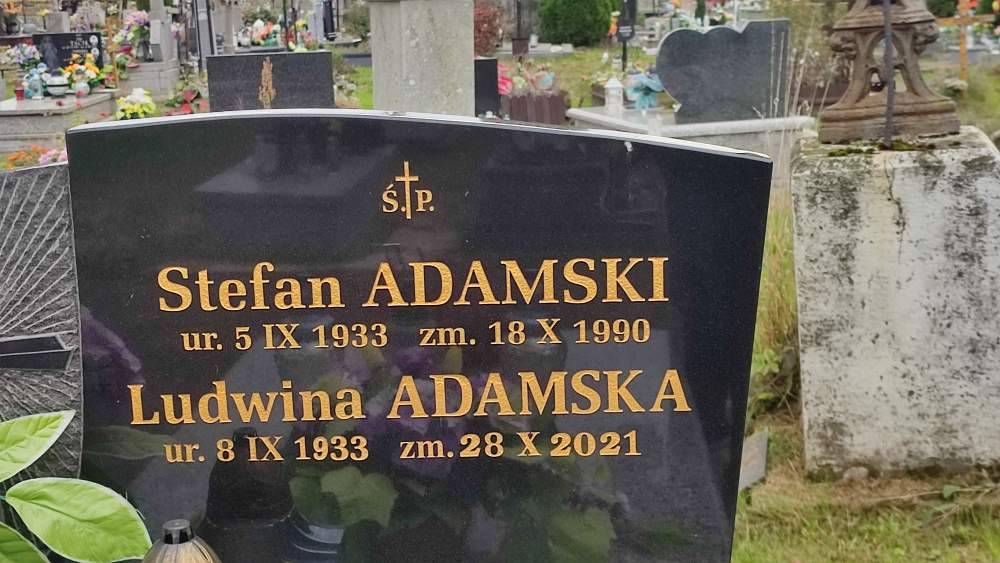 Ś.P.
Stefan ADAMSKI
ur. 5 IX 1933 zm. 18 X 1990
Ludwina ADAMSKA
ur. 8 IX 1933 zm. 28 X 2021